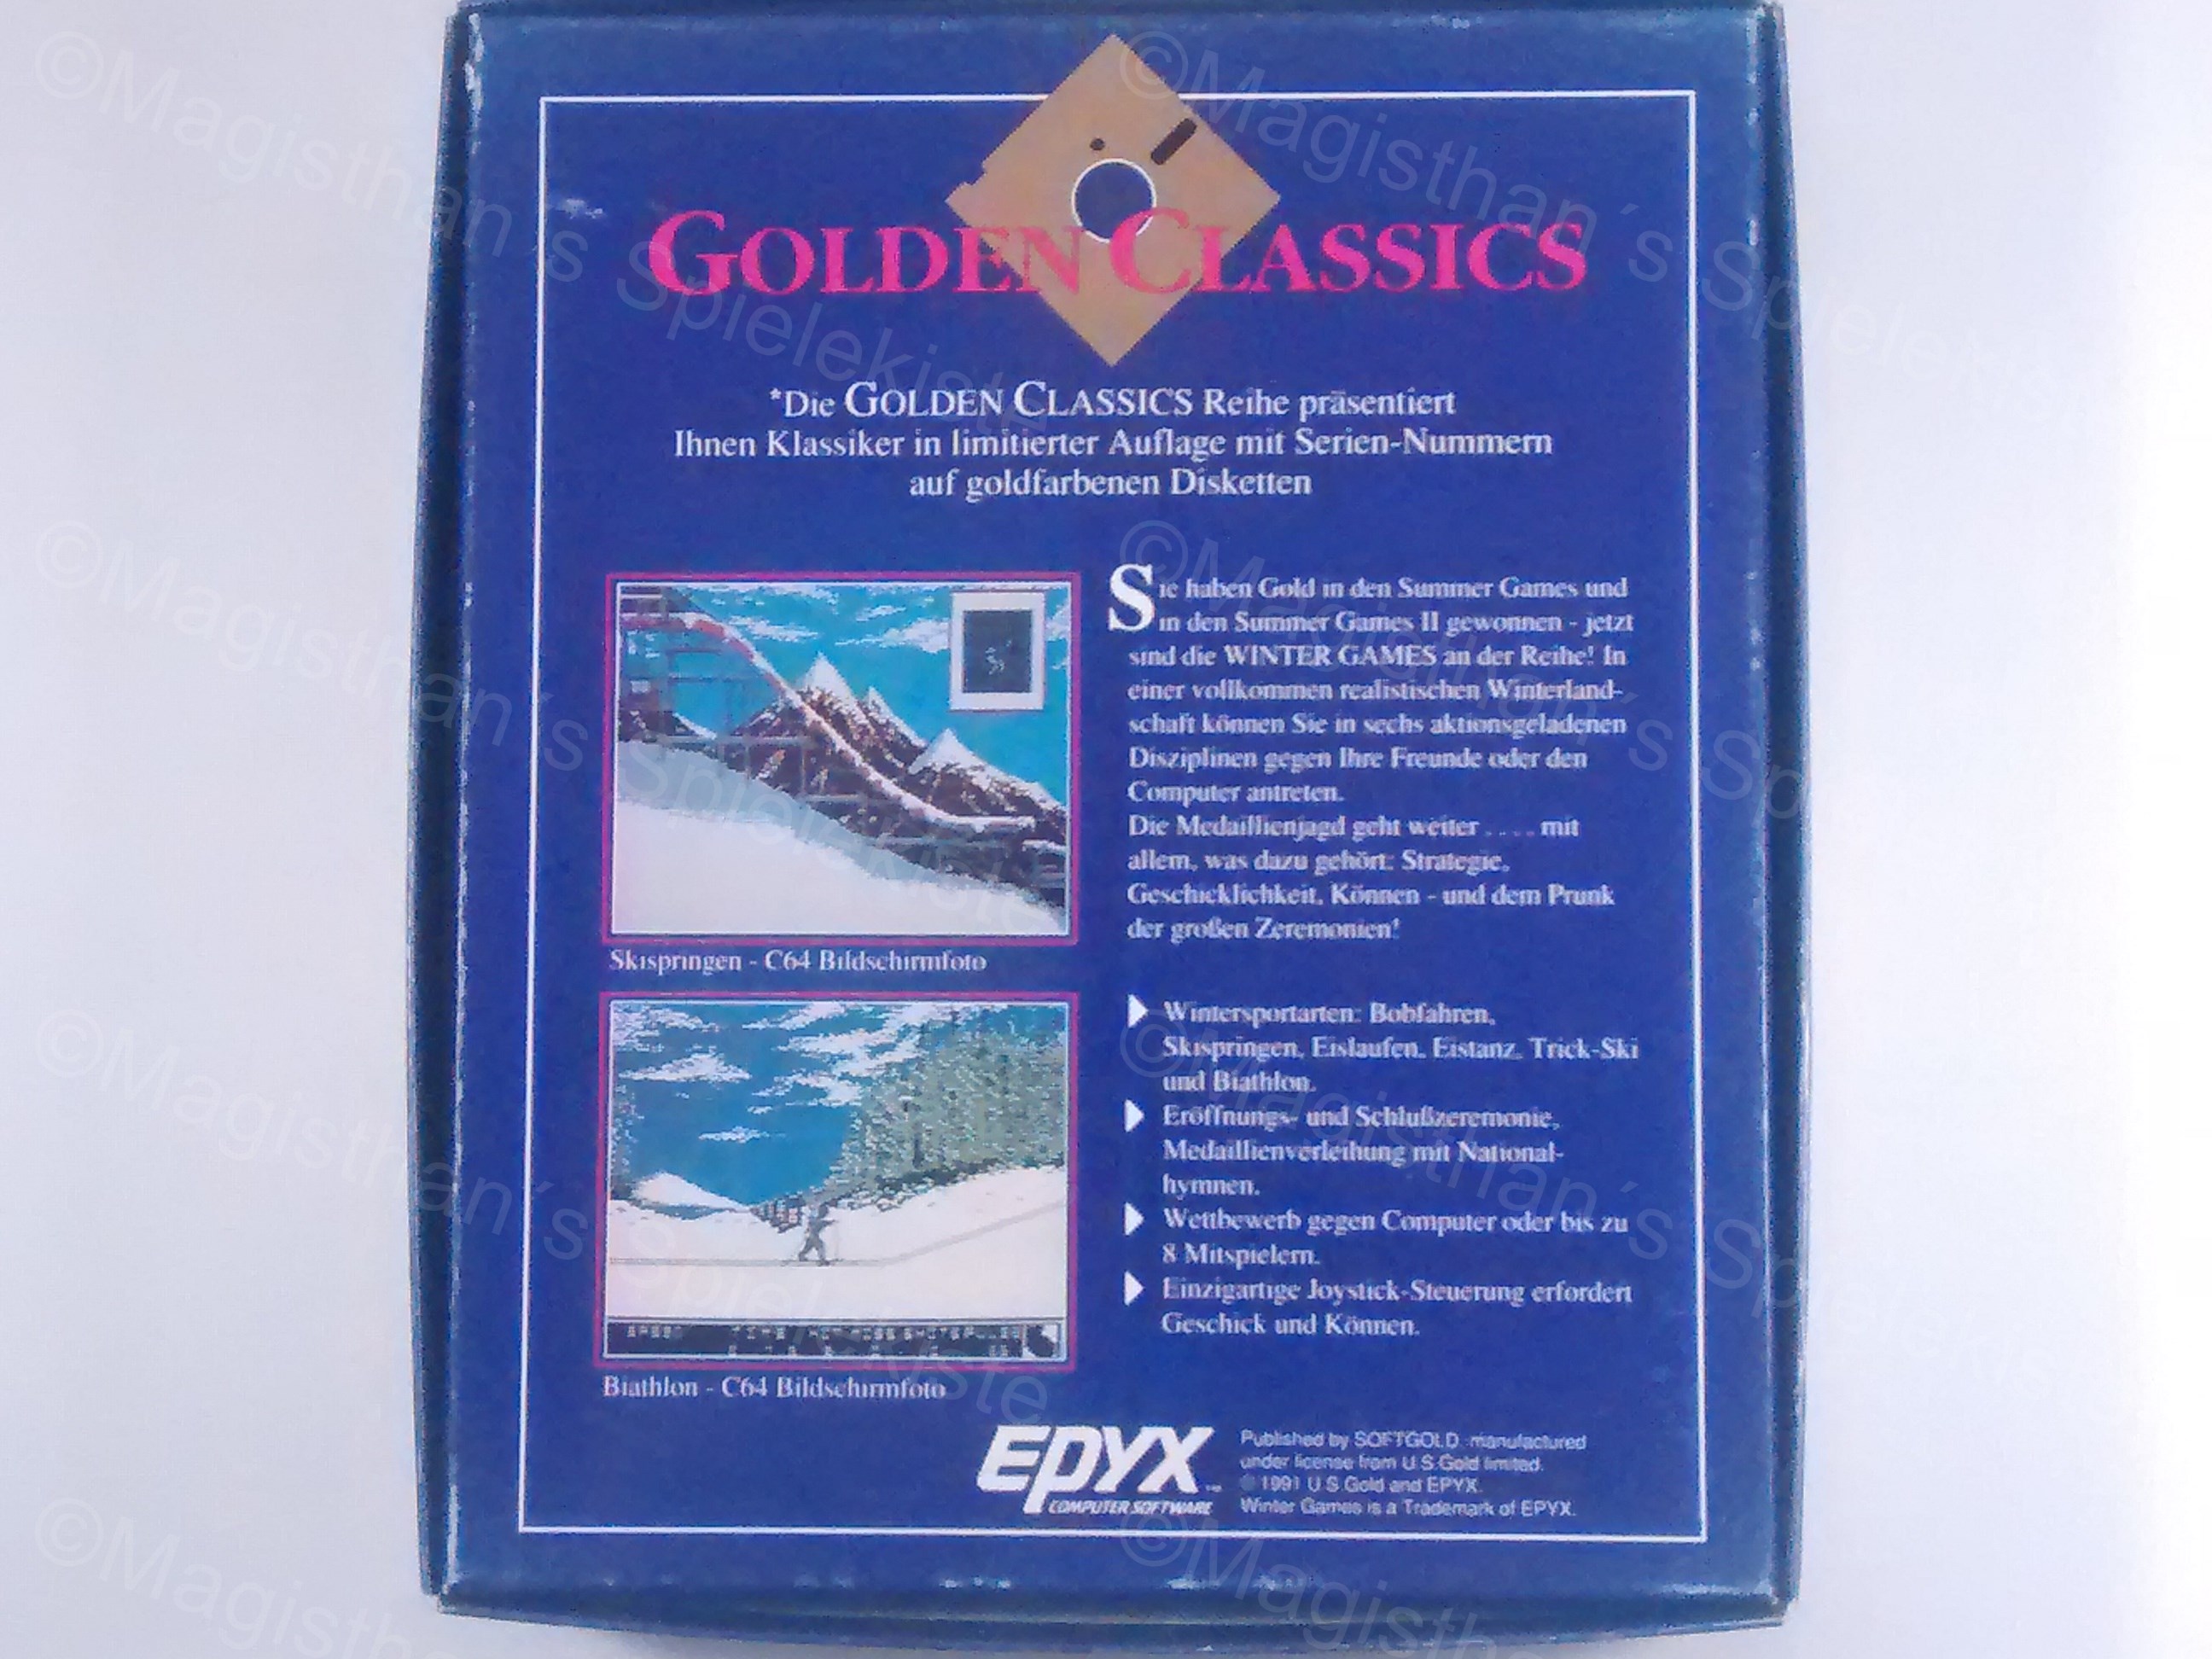 GOLDEN CLASSICS
*Die GOLDEN CLASSICS Reihe präsentiert
Ihnen Klassiker in limitierter Auflage mit Serien-Nummern
auf goldfarbenen Disketten
Sie haben Gold in den Summer Games und
in den Summer Games II gewonnen - jetzt
sind die WINTER GAMES an der Reihe! In
einer vollkommen realistischen Winterland-
schaft können Sie in sechs aktionsgeladenen
Disziplinen gegen Ihre Freunde oder den
Computer antreten.
Die Medaillienjagd geht weiter . . . . mit
allem, was dazu gehört: Strategie,
Geschicklichkeit, Können - und dem Prunk
der großen Zeremonien!
Skispringen - C64 Bildschirmfoto
Wintersportarten: Bobfahren,
Skispringen, Eislaufen, Eistanz, Trick-Ski
und Biathlon.
Eröffnungs- und Schlußzeremonie,
Medaillienverleihung mit National-
hymnen.
Wettbewerb gegen Computer oder bis zu
8 Mitspielern.
Einzigartige Joystick-Steuerung erfordert
Geschick und Können.
Biathlon - C64 Bildschirmfoto
EPYX
COMPUTER SOFTWARE
Published by SOFTGOLD manufactured
under license from U.S.Gold limited.
© 1991 U.S.Gold and EPYX.
Winter Games is a Trademark of EPYX.
©Magisthan´s Spielekiste
©Magisthan´s Spielekiste
©Magisthan´s Spielekiste